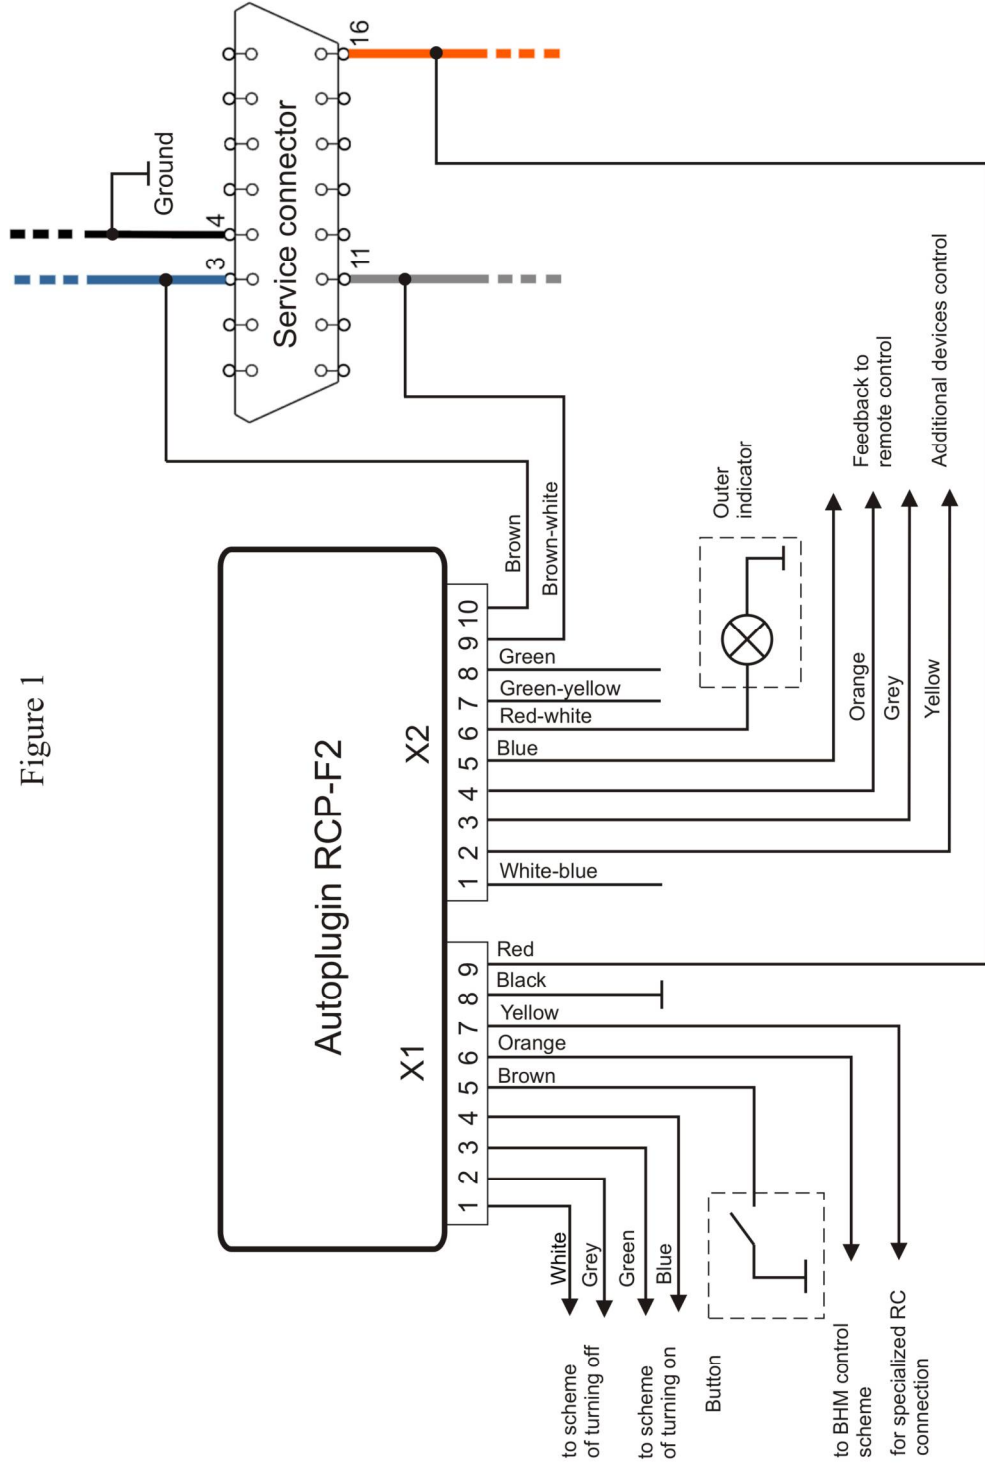 Figure 1
Autoplugin RCP-F2
X1
X2
1
2
3
4
5
6
7
8
9
1
2
3
4
5
6
7
8
9
10
White
Grey
Green
Blue
Brown
Orange
Yellow
Black
Red
White-blue
Yellow
Grey
Orange
Blue
Red-white
Green-yellow
Green
Brown-white
Brown
to scheme
of turning off
to scheme
of turning on
Button
to BHM control
scheme
for specialized RC
connection
Outer
indicator
Feedback to
remote control
Additional devices control
Service connector
3
4
11
16
Ground